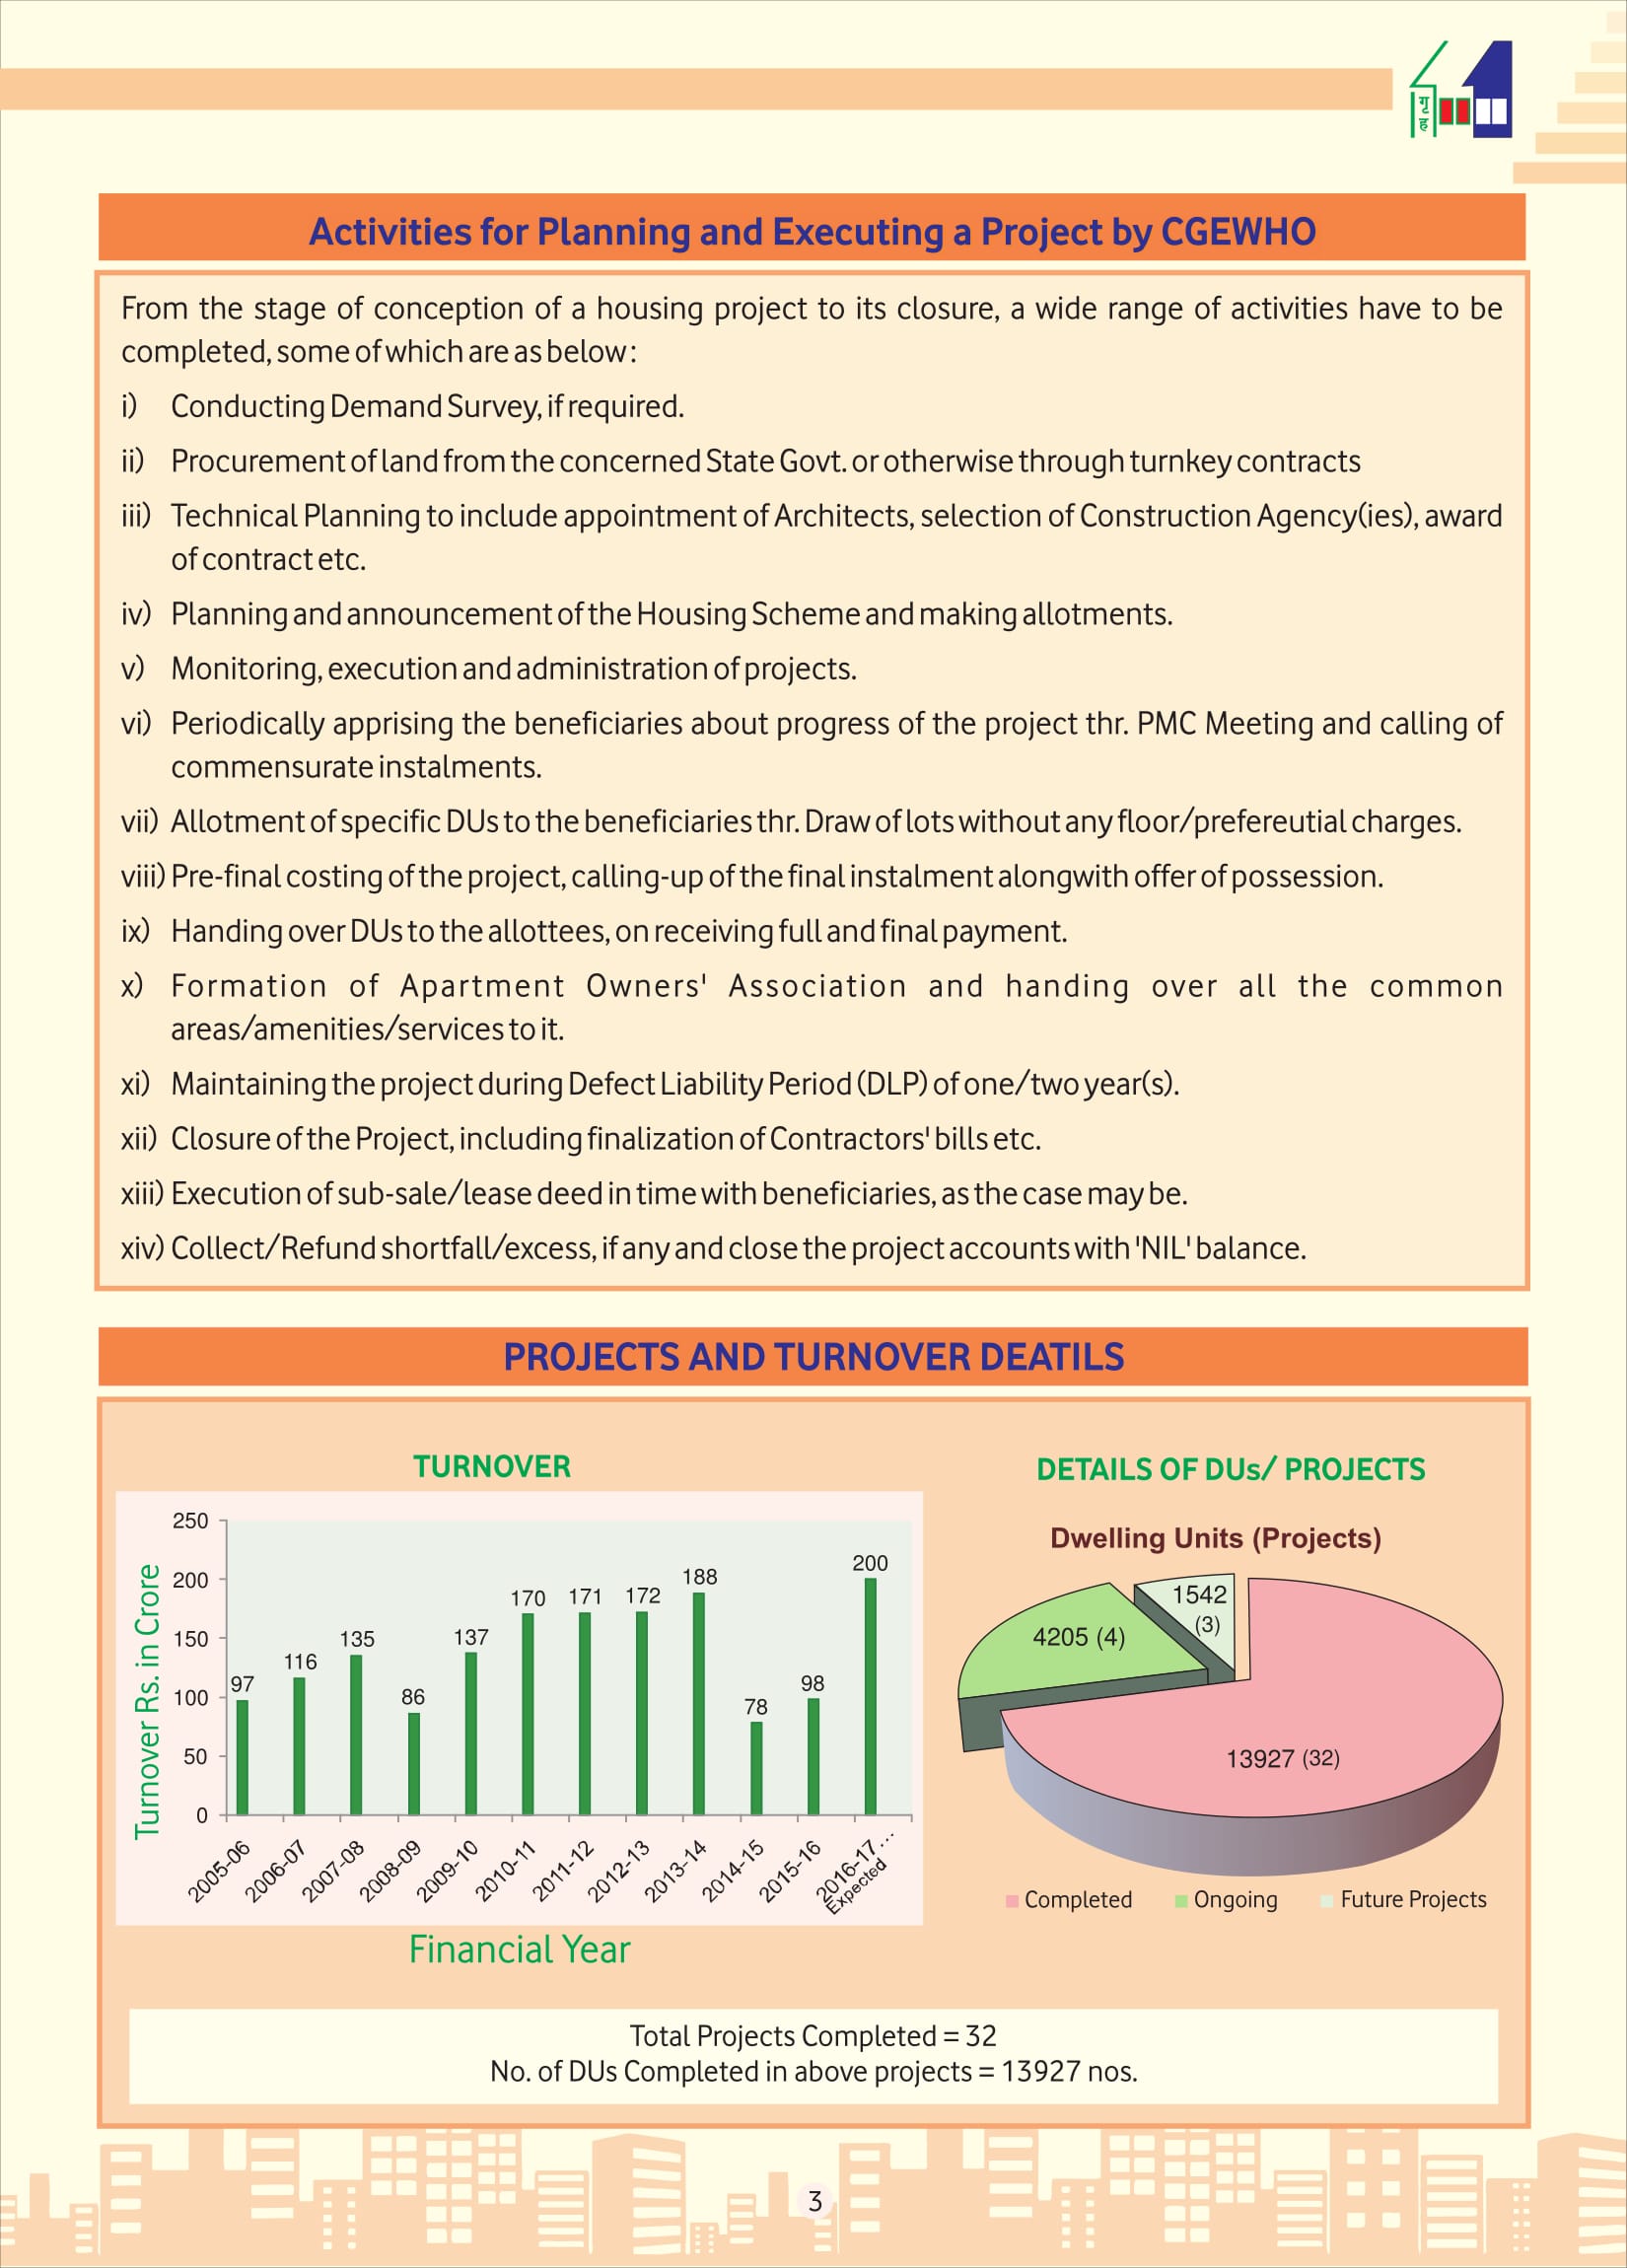 गृह
Activities for Planning and Executing a Project by CGEWHO
From the stage of conception of a housing project to its closure, a wide range of activities have to be
completed, some of which are as below :
i) Conducting Demand Survey, if required.
ii) Procurement of land from the concerned State Govt. or otherwise through turnkey contracts
iii) Technical Planning to include appointment of Architects, selection of Construction Agency(ies), award
of contract etc.
iv) Planning and announcement of the Housing Scheme and making allotments.
v) Monitoring, execution and administration of projects.
vi) Periodically apprising the beneficiaries about progress of the project thr. PMC Meeting and calling of
commensurate instalments.
vii) Allotment of specific DUs to the beneficiaries thr. Draw of lots without any floor/prefereutial charges.
viii) Pre-final costing of the project, calling-up of the final instalment alongwith offer of possession.
ix) Handing over DUs to the allottees, on receiving full and final payment.
x) Formation of Apartment Owners' Association and handing over all the common
areas/amenities/services to it.
xi) Maintaining the project during Defect Liability Period (DLP) of one/two year(s).
xii) Closure of the Project, including finalization of Contractors' bills etc.
xiii) Execution of sub-sale/lease deed in time with beneficiaries, as the case may be.
xiv) Collect/Refund shortfall/excess, if any and close the project accounts with 'NIL' balance.
PROJECTS AND TURNOVER DEATILS
TURNOVER
Turnover Rs. in Crore
250
200
150
100
50
0
97
116
135
86
137
170
171
172
188
78
98
200
2005-06
2006-07
2007-08
2008-09
2009-10
2010-11
2011-12
2012-13
2013-14
2014-15
2015-16
2016-17...
Expected
Financial Year
DETAILS OF DUs/ PROJECTS
Dwelling Units (Projects)
1542
(3)
4205 (4)
13927 (32)
Completed
Ongoing
Future Projects
Total Projects Completed = 32
No. of DUs Completed in above projects = 13927 nos.
3